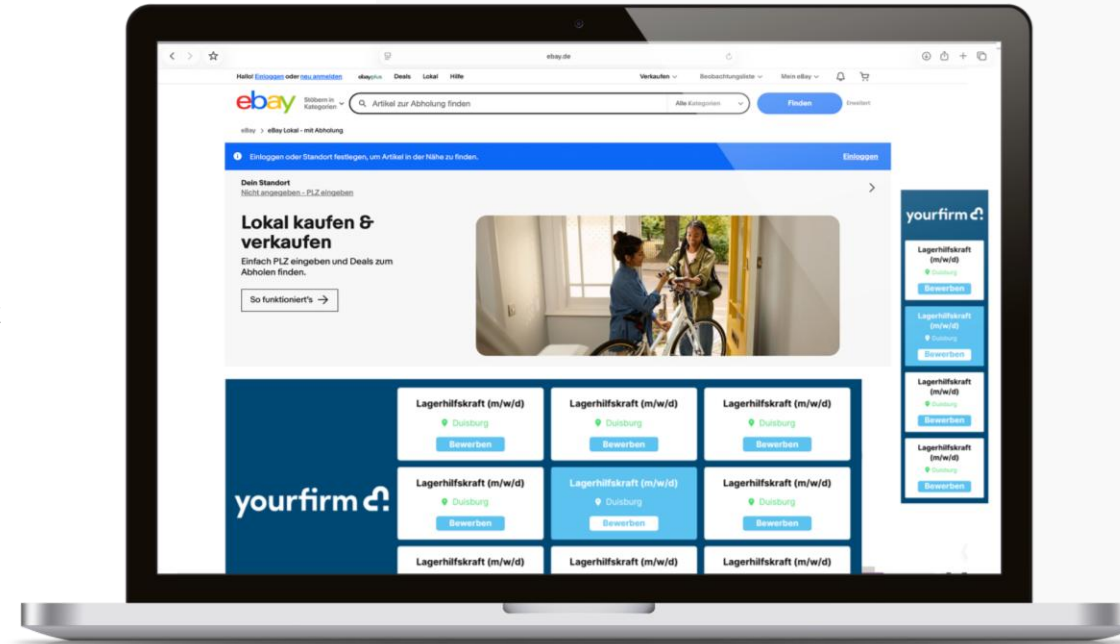 ebay.de
Hallo! Einloggen oder neu anmelden ebayplus Deals Lokal Hilfe Verkaufen Beobachtungsliste Mein eBay
ebay Stöbern in Kategorien Artikel zur Abholung finden Alle Kategorien Finden Erweitert
eBay > eBay Lokal - mit Abholung
Einloggen oder Standort festlegen, um Artikel in der Nähe zu finden. Einloggen
Dein Standort
Nicht angegeben - PLZ eingeben
Lokal kaufen &
verkaufen
Einfach PLZ eingeben und Deals zum
Abholen finden.
So funktioniert's →
yourfirm
Lagerhilfskraft
(m/w/d)
Duisburg
Bewerben
Lagerhilfskraft
(m/w/d)
Duisburg
Bewerben
Lagerhilfskraft
(m/w/d)
Duisburg
Bewerben
Lagerhilfskraft
(m/w/d)
Duisburg
Bewerben
yourfirm
Lagerhilfskraft (m/w/d) Lagerhilfskraft (m/w/d) Lagerhilfskraft (m/w/d)
Duisburg Duisburg Duisburg
Bewerben Bewerben Bewerben
Lagerhilfskraft (m/w/d) Lagerhilfskraft (m/w/d) Lagerhilfskraft (m/w/d)
Duisburg Duisburg Duisburg
Bewerben Bewerben Bewerben
Lagerhilfskraft (m/w/d) Lagerhilfskraft (m/w/d) Lagerhilfskraft (m/w/d)